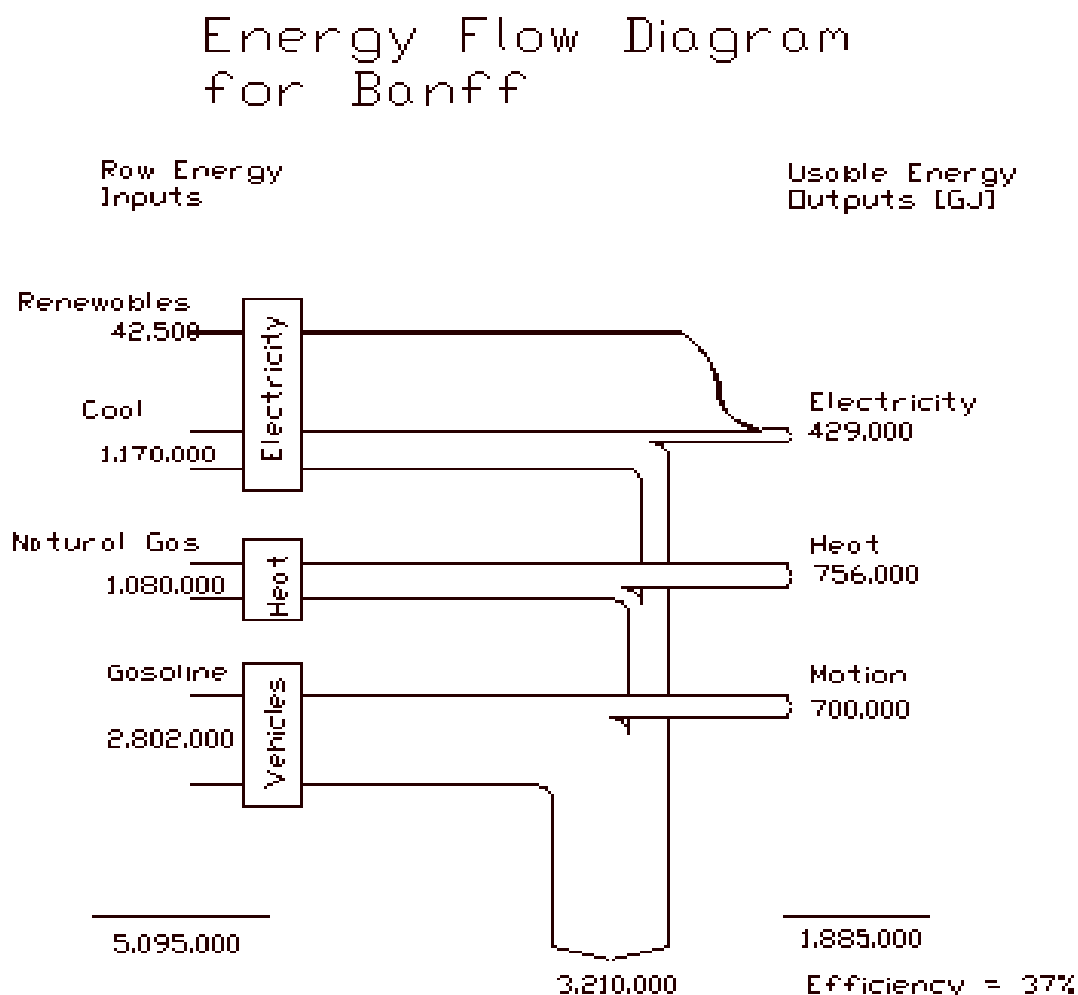 Energy Flow Diagram
for Banff
Raw Energy
Inputs
Usable Energy
Outputs [GJ]
Renewables
42.500
Electricity
Coal
1.170.000
Electricity
429.000
Natural Gas
1.080.000
Heat
Heat
756.000
Gasoline
2.802.000
Vehicles
Motion
700.000
5.095.000
3.210.000
1.885.000
Efficiency = 37%